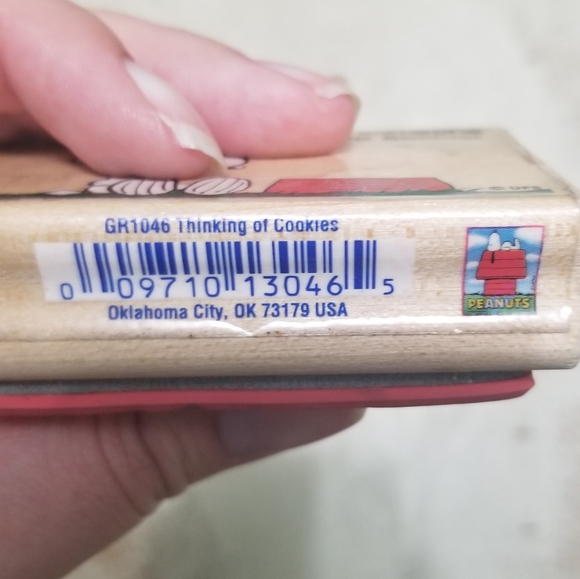 GR1046 Thinking of Cookies
0 09710 13046 5
Oklahoma City, OK 73179 USA
PEANUTS